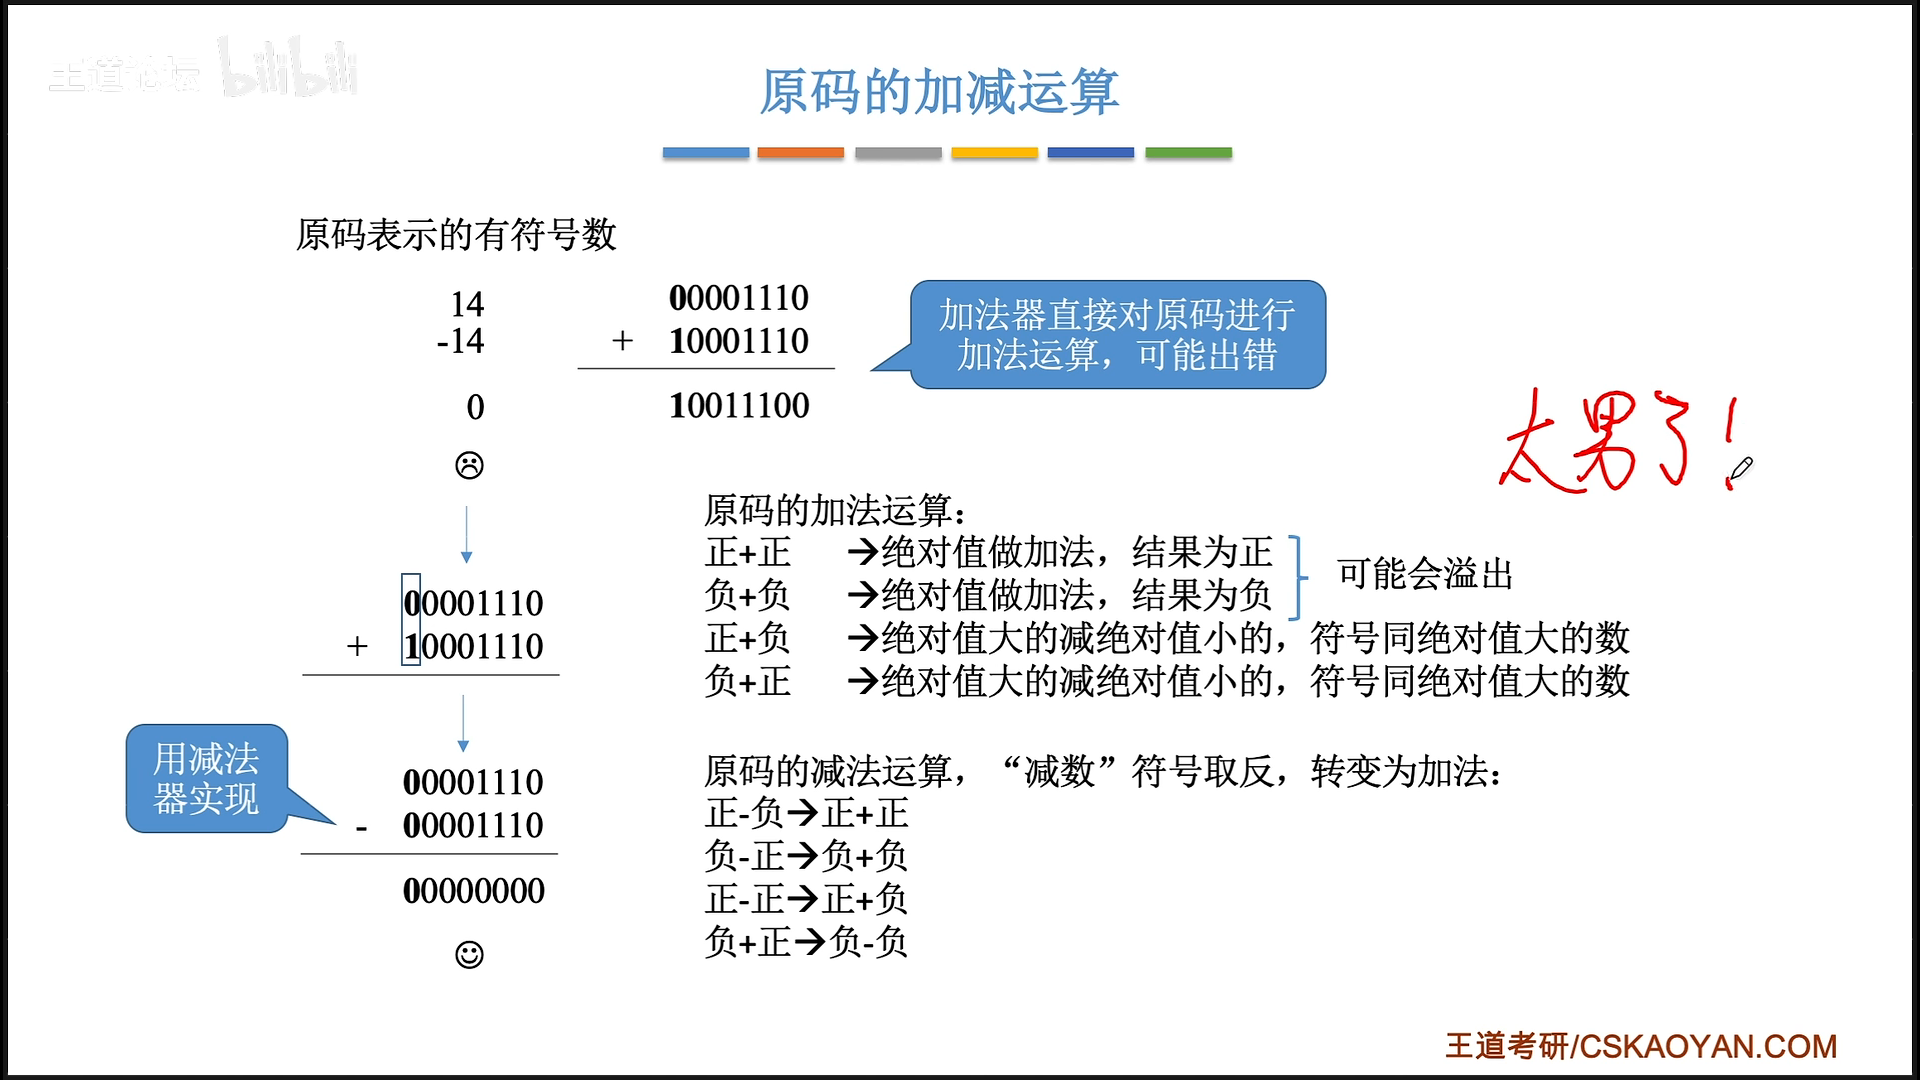 王道论坛 bilibili
原码的加减运算
原码表示的有符号数
14
-14
0
☹
00001110
+ 10001110
10011100
加法器直接对原码进行
加法运算，可能出错
太男了！
00001110
+ 10001110
用减法
器实现
00001110
- 00001110
00000000
☺
原码的加法运算：
正+正 →绝对值做加法，结果为正
负+负 →绝对值做加法，结果为负
可能会溢出
正+负 →绝对值大的减绝对值小的，符号同绝对值大的数
负+正 →绝对值大的减绝对值小的，符号同绝对值大的数
原码的减法运算，“减数”符号取反，转变为加法：
正-负→正+正
负-正→负+负
正-正→正+负
负+正→负-负
王道考研/CSKAOYAN.COM